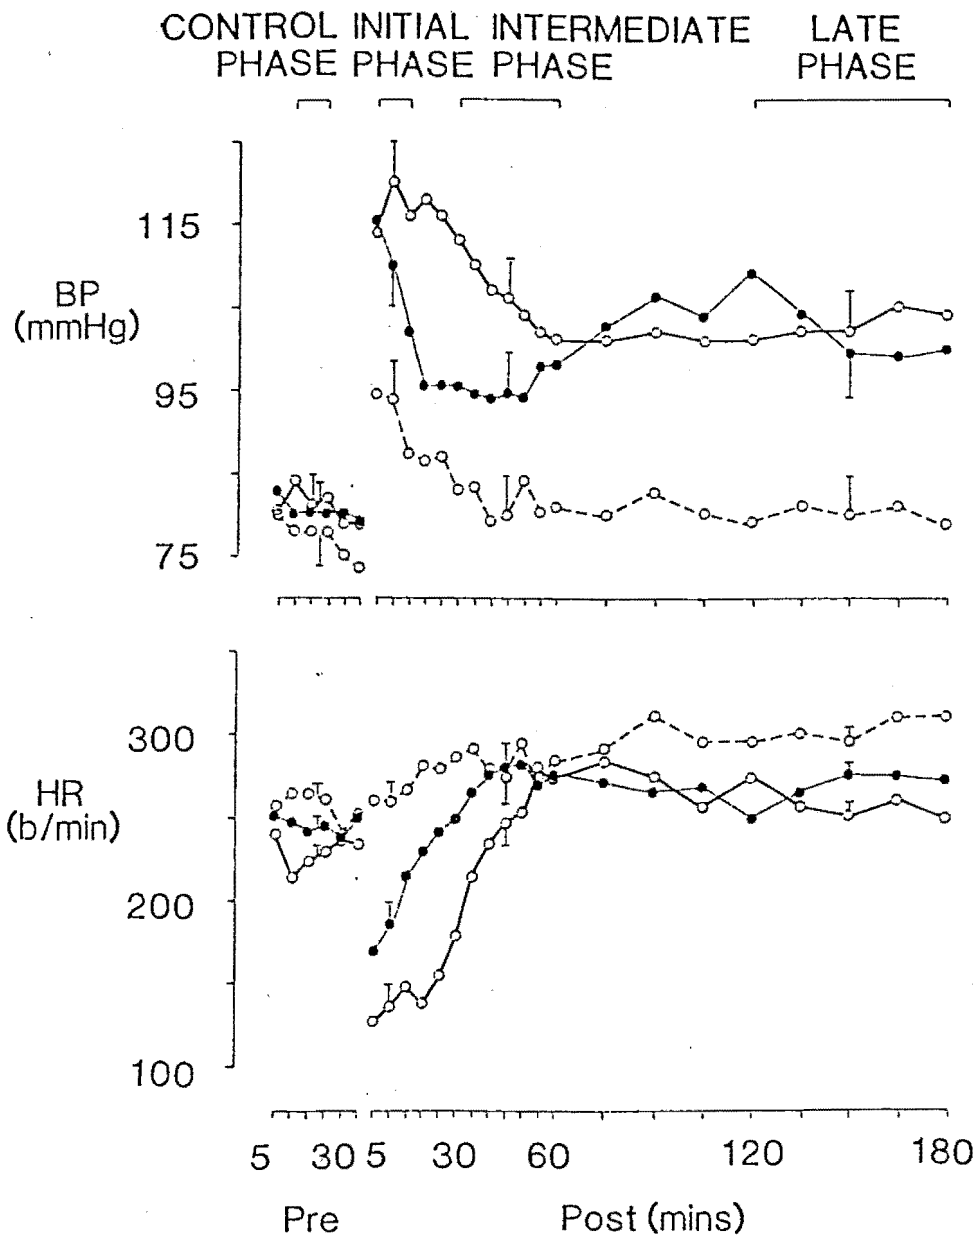 CONTROL INITIAL INTERMEDIATE LATE
PHASE PHASE PHASE PHASE
115
BP
(mmHg)
95
75
300
HR
(b/min)
200
100
5 30 5 30 60 120 180
Pre Post (mins)